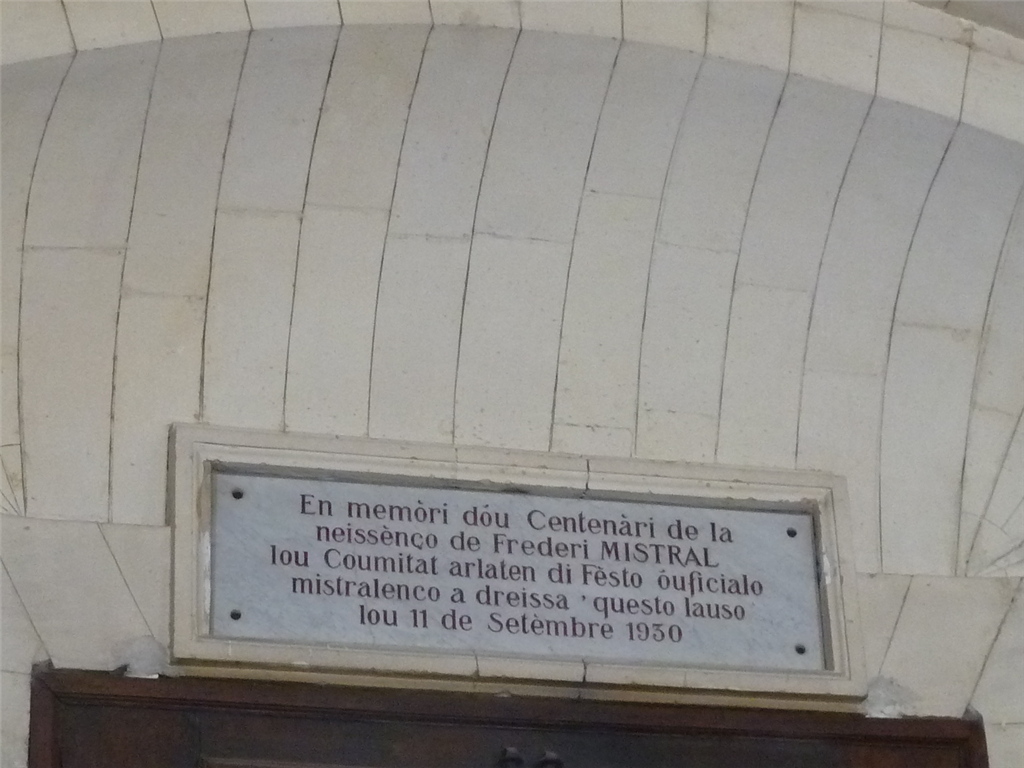 En memòri dóu Centenàri de la
neissènço de Frederi MISTRAL
lou Coumitat arlaten di Fèsto óuficialo
mistralenco a dreissa 'questo lauso
lou 11 de Setèmbre 1930